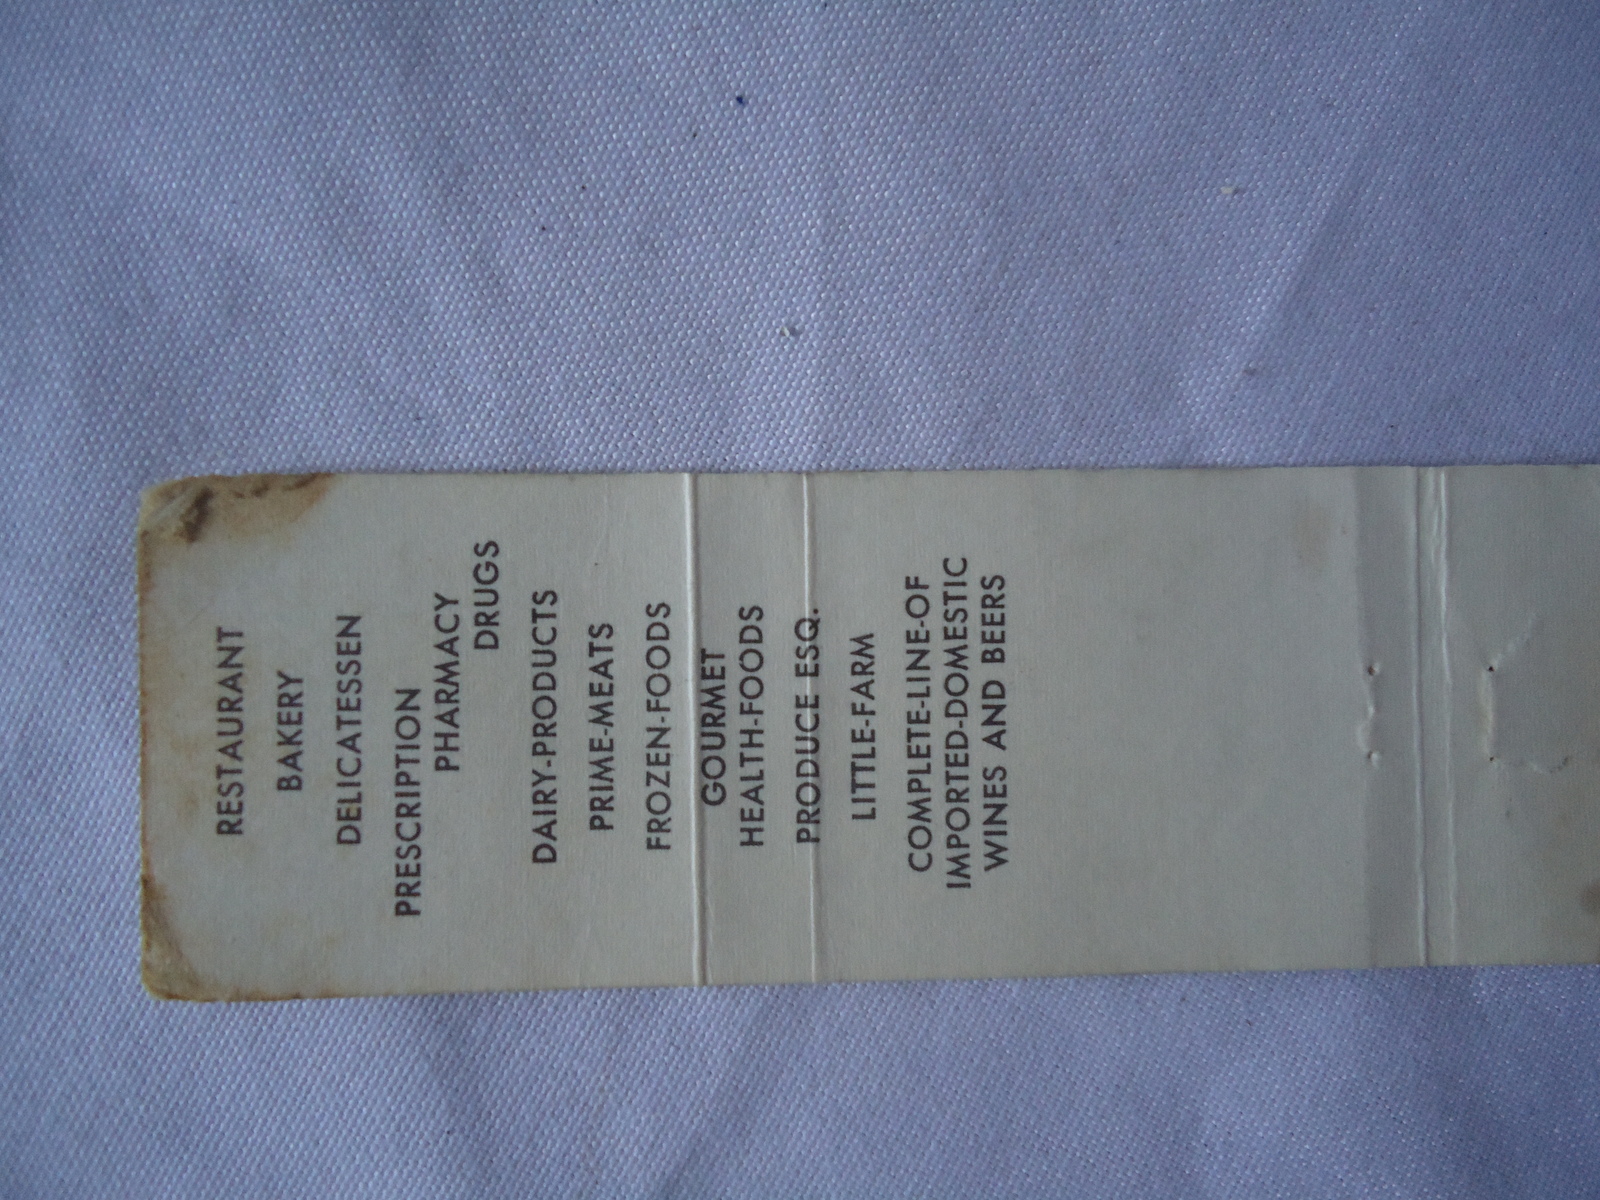 RESTAURANT
BAKERY
DELICATESSEN
PRESCRIPTION
PHARMACY
DRUGS
DAIRY-PRODUCTS
PRIME-MEATS
FROZEN-FOODS
GOURMET
HEALTH-FOODS
PRODUCE ESQ.
LITTLE-FARM
COMPLETE-LINE-OF
IMPORTED-DOMESTIC
WINES AND BEERS